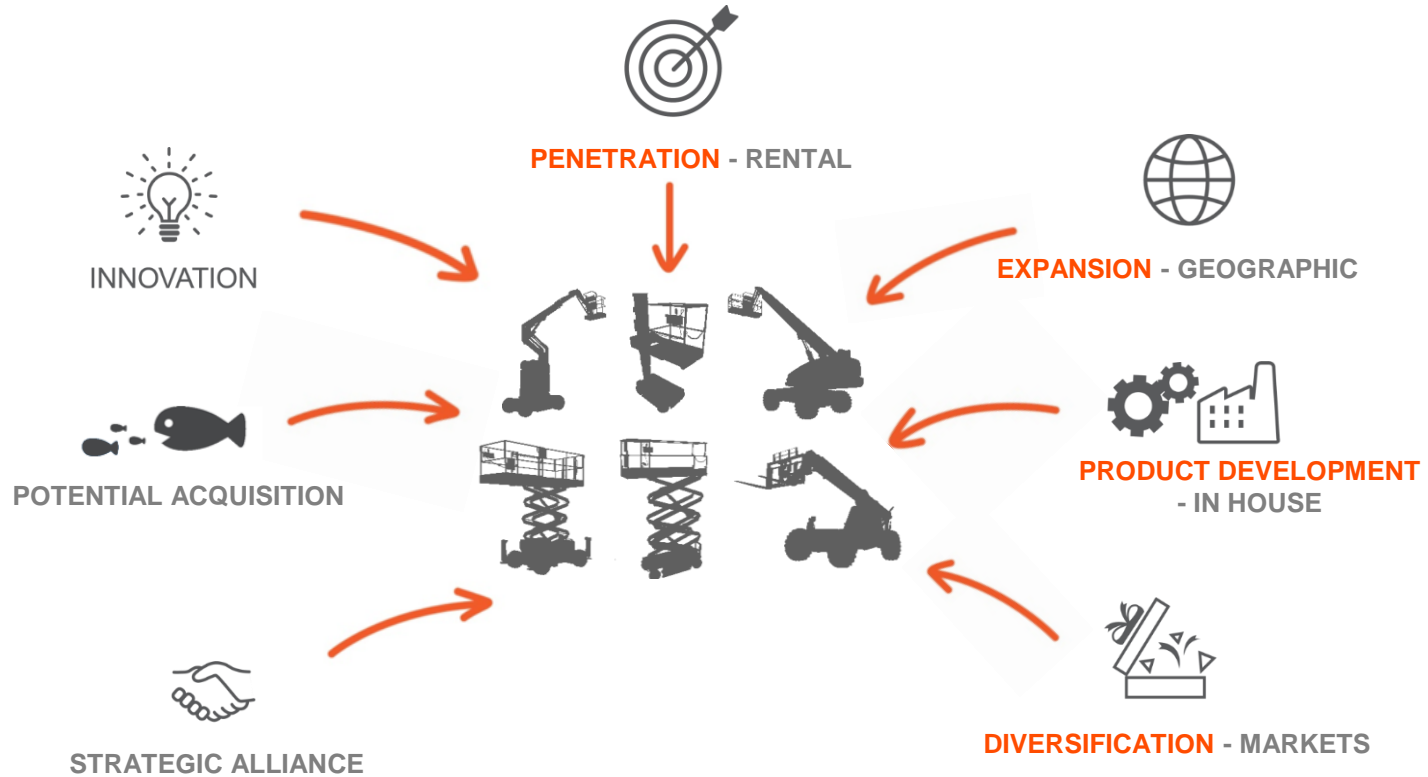 PENETRATION - RENTAL
INNOVATION
EXPANSION - GEOGRAPHIC
POTENTIAL ACQUISITION
PRODUCT DEVELOPMENT
- IN HOUSE
STRATEGIC ALLIANCE
DIVERSIFICATION - MARKETS